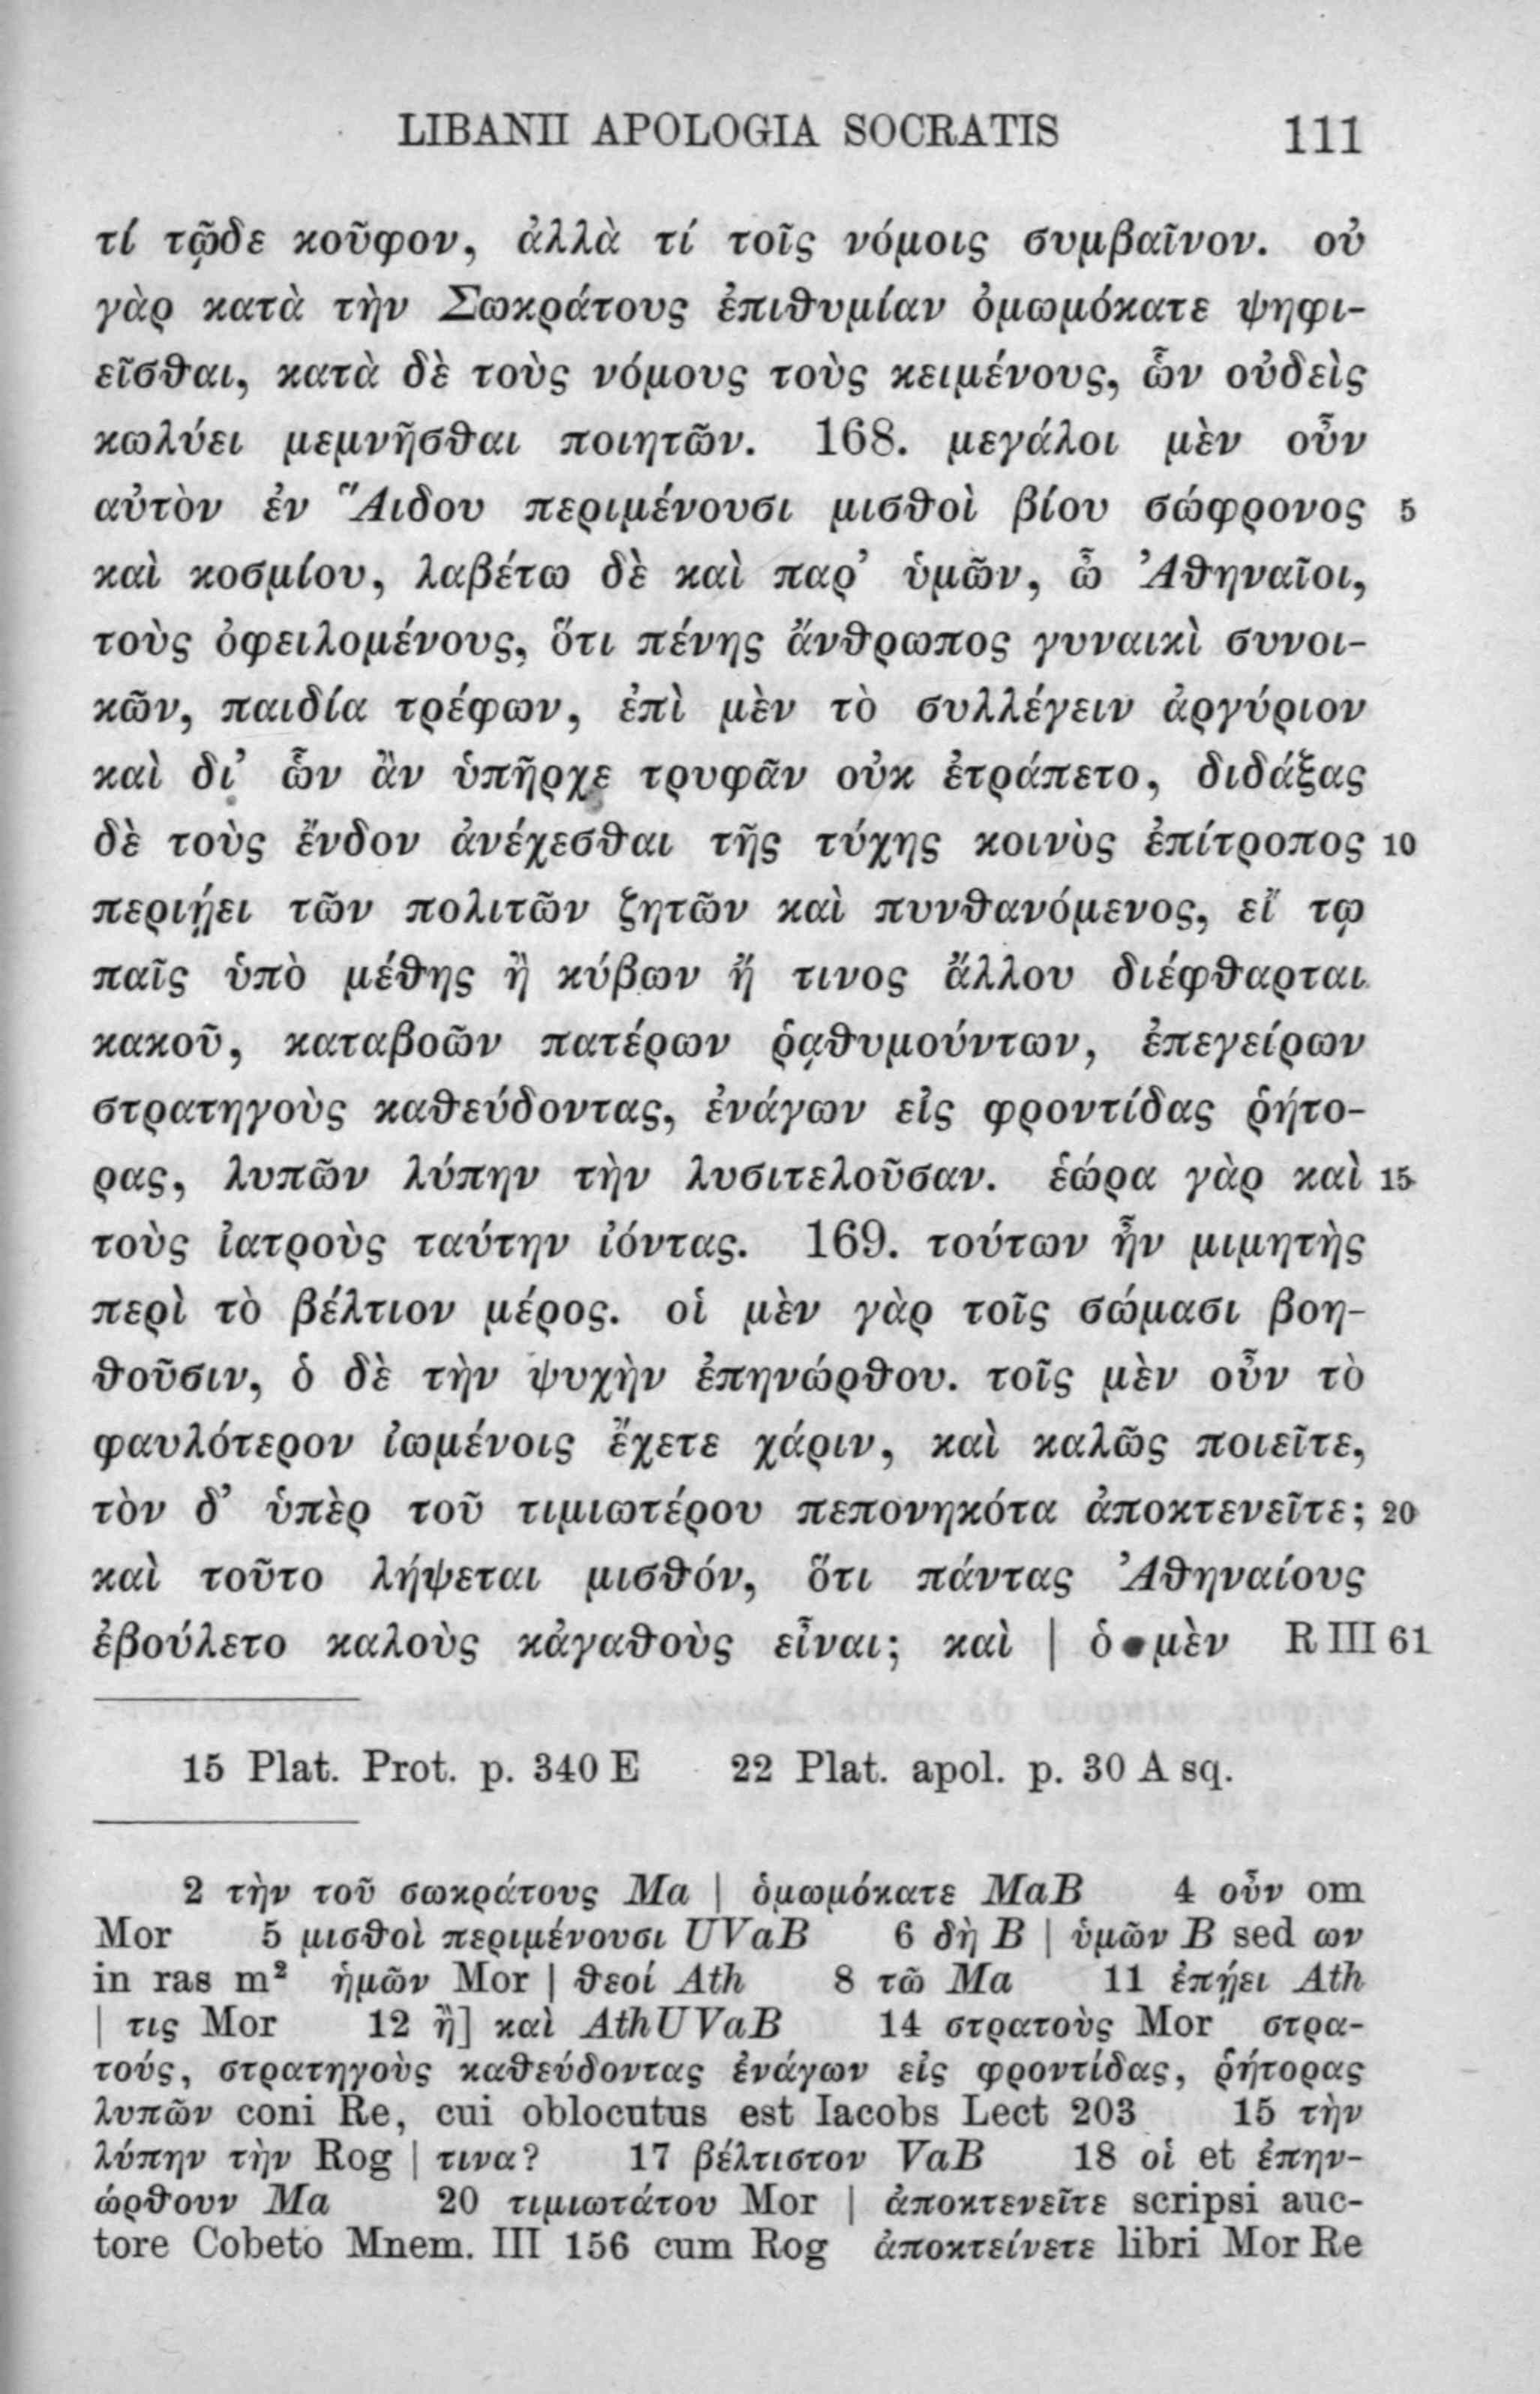 LIBANII APOLOGIA SOCRATIS 111
τί τῷδε κοῦφον, ἀλλὰ τί τοῖς νόμοις συμβαῖνον. οὐ
γὰρ κατὰ τὴν Σωκράτους ἐπιθυμίαν ὀμωμόκατε ψηφι-
εῖσθαι, κατὰ δὲ τοὺς νόμους τοὺς κειμένους, ὧν οὐδεὶς
κωλύει μεμνῆσθαι ποιητῶν. 168. μεγάλοι μὲν οὖν
αὐτὸν ἐν Ἅιδου περιμένουσι μισθοὶ βίου σώφρονος 5
καὶ κοσμίου, λαβέτω δὲ καὶ παρ’ ὑμῶν, ὦ Ἀθηναῖοι,
τοὺς ὀφειλομένους, ὅτι πένης ἄνθρωπος γυναικὶ συνοι-
κῶν, παιδία τρέφων, ἐπὶ μὲν τὸ συλλέγειν ἀργύριον
καὶ δι’ ὧν ἂν ὑπῆρχε τρυφᾶν οὐκ ἐτράπετο, διδάξας
δὲ τοὺς ἔνδον ἀνέχεσθαι τῆς τύχης κοινὸς ἐπίτροπος 10
περιῄει τῶν πολιτῶν ζητῶν καὶ πυνθανόμενος, εἴ τῳ
παῖς ὑπὸ μέθης ἢ κύβων ἤ τινος ἄλλου διέφθαρται
κακοῦ, καταβοῶν πατέρων ῥᾳθυμούντων, ἐπεγείρων
στρατηγοὺς καθεύδοντας, ἐνάγων εἰς φροντίδας ῥήτο-
ρας, λυπῶν λύπην τὴν λυσιτελοῦσαν. ἑώρα γὰρ καὶ 15
τοὺς ἰατροὺς ταύτην ἰόντας. 169. τούτων ἦν μιμητὴς
περὶ τὸ βέλτιον μέρος. οἱ μὲν γὰρ τοῖς σώμασι βοη-
θοῦσιν, ὁ δὲ τὴν ψυχὴν ἐπηνώρθου. τοῖς μὲν οὖν τὸ
φαυλότερον ἰωμένοις ἔχετε χάριν, καὶ καλῶς ποιεῖτε,
τὸν δ’ ὑπὲρ τοῦ τιμιωτέρου πεπονηκότα ἀποκτενεῖτε; 20
καὶ τοῦτο λήψεται μισθόν, ὅτι πάντας Ἀθηναίους
ἐβούλετο καλοὺς κἀγαθοὺς εἶναι; καὶ | ὁ μὲν R III 61
15 Plat. Prot. p. 340 E 22 Plat. apol. p. 30 A sq.
2 τὴν τοῦ σωκράτους Ma | ὁμωμόκατε MaB 4 οὖν om
Mor 5 μισθοὶ περιμένουσι UVaB 6 δὴ B | ὑμῶν B sed ων
in ras m² ἡμῶν Mor | θεοί Ath 8 τῶ Ma 11 ἐπῄει Ath
| τις Mor 12 ἢ] καὶ AthUVaB 14 στρατοὺς Mor στρα-
τούς, στρατηγοὺς καθεύδοντας ἐνάγων εἰς φροντίδας, ῥήτορας
λυπῶν coni Re, cui oblocutus est Iacobs Lect 203 15 τὴν
λύπην τὴν Rog | τινα? 17 βέλτιστον VaB 18 οἱ et ἐπην-
ώρθουν Ma 20 τιμιωτάτου Mor | ἀποκτενεῖτε scripsi auc-
tore Cobeto Mnem. III 156 cum Rog ἀποκτείνετε libri Mor Re